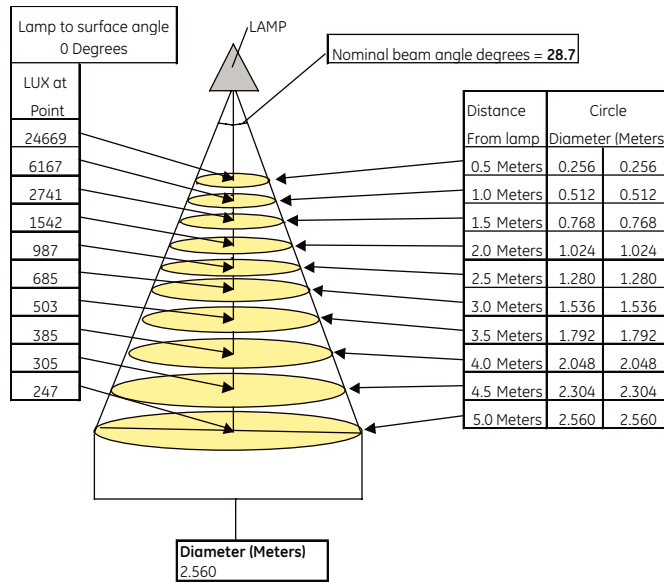 Lamp to surface angle
0 Degrees
LAMP
Nominal beam angle degrees = 28.7
LUX at
Point
24669
6167
2741
1542
987
685
503
385
305
247
Distance Circle
From lamp Diameter (Meters
0.5 Meters 0.256 0.256
1.0 Meters 0.512 0.512
1.5 Meters 0.768 0.768
2.0 Meters 1.024 1.024
2.5 Meters 1.280 1.280
3.0 Meters 1.536 1.536
3.5 Meters 1.792 1.792
4.0 Meters 2.048 2.048
4.5 Meters 2.304 2.304
5.0 Meters 2.560 2.560
Diameter (Meters)
2.560